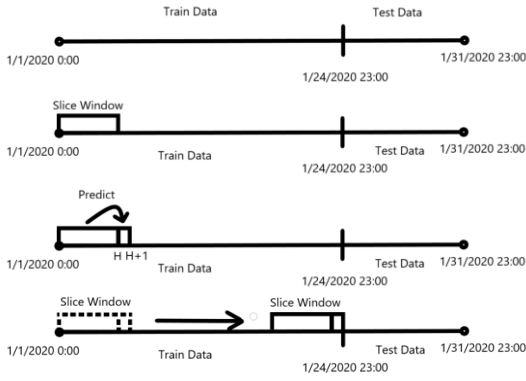 Train Data
Test Data
1/1/2020 0:00
1/24/2020 23:00
1/31/2020 23:00
Slice Window
1/1/2020 0:00
Train Data
1/24/2020 23:00
Test Data
1/31/2020 23:00
Predict
H H+1
1/1/2020 0:00
Train Data
1/24/2020 23:00
Test Data
1/31/2020 23:00
Slice Window
Slice Window
1/1/2020 0:00
Train Data
1/24/2020 23:00
Test Data
1/31/2020 23:00